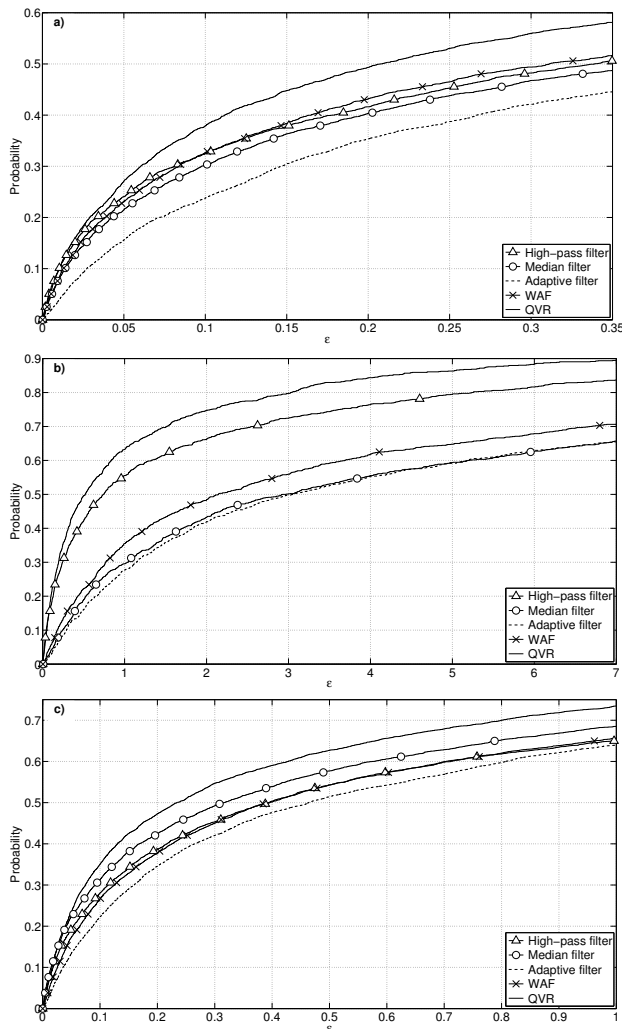 a)
0.6
0.5
0.4
0.3
0.2
0.1
0
Probability
0 0.05 0.1 0.15 0.2 0.25 0.3 0.35
ε
High−pass filter
Median filter
Adaptive filter
WAF
QVR
b)
0.9
0.8
0.7
0.6
0.5
0.4
0.3
0.2
0.1
0
Probability
0 1 2 3 4 5 6 7
ε
High−pass filter
Median filter
Adaptive filter
WAF
QVR
c)
0.7
0.6
0.5
0.4
0.3
0.2
0.1
0
Probability
0 0.1 0.2 0.3 0.4 0.5 0.6 0.7 0.8 0.9 1
ε
High−pass filter
Median filter
Adaptive filter
WAF
QVR